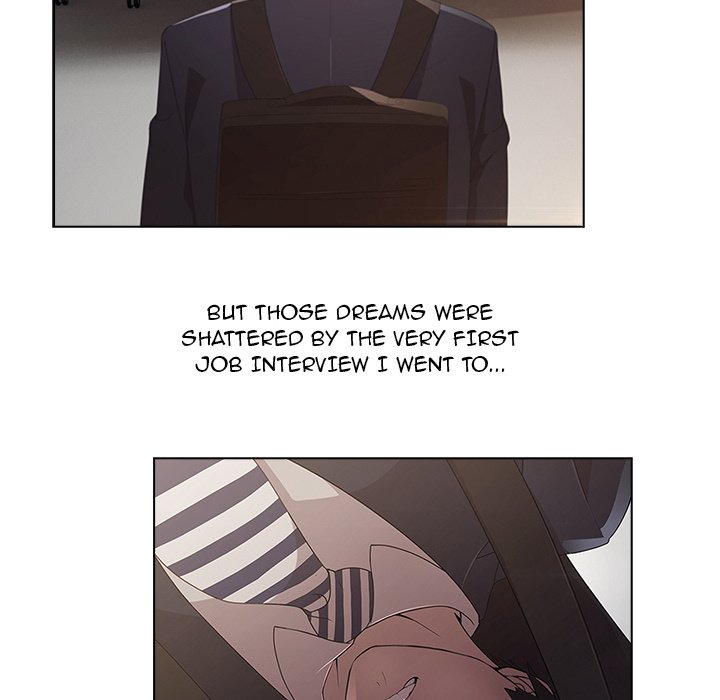 BUT THOSE DREAMS WERE
SHATTERED BY THE VERY FIRST
JOB INTERVIEW I WENT TO...